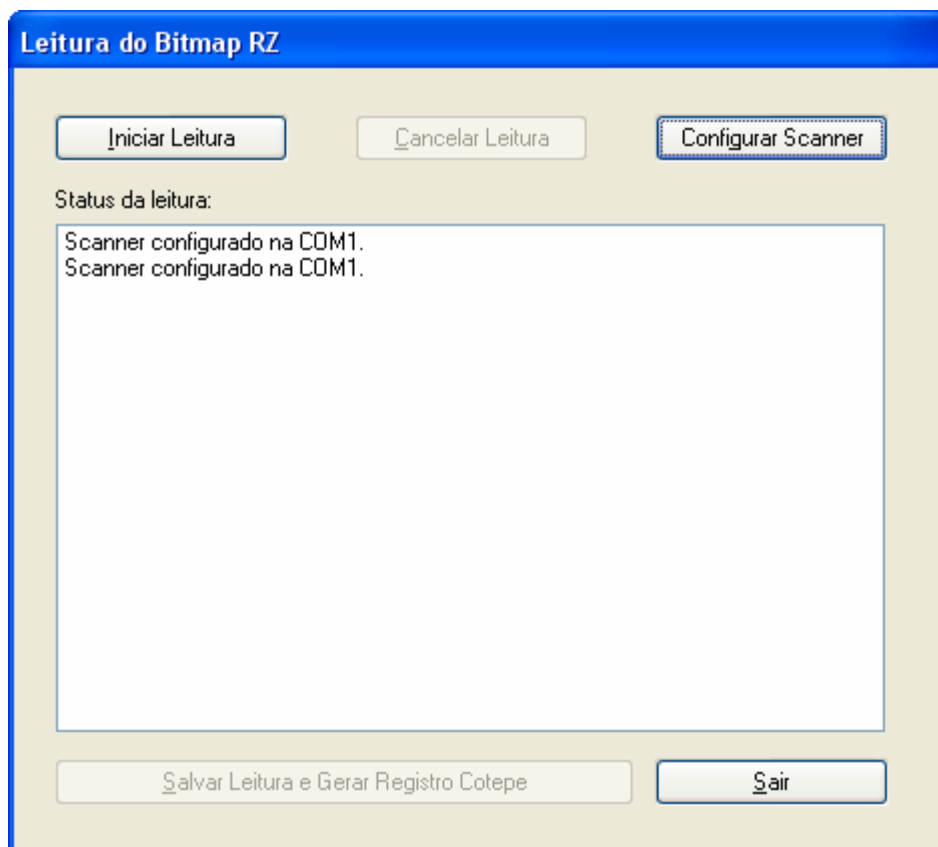 Leitura do Bitmap RZ
Iniciar Leitura
Cancelar Leitura
Configurar Scanner
Status da leitura:
Scanner configurado na COM1.
Scanner configurado na COM1.
Salvar Leitura e Gerar Registro Cotepe
Sair